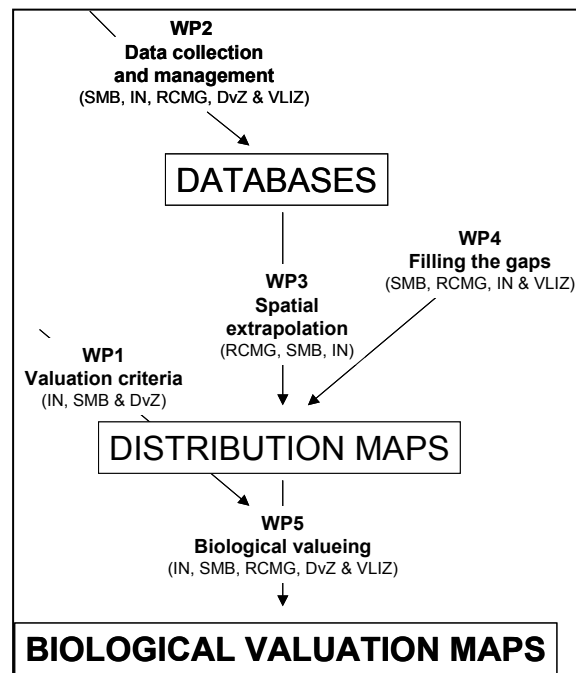 WP2
Data collection
and management
(SMB, IN, RCMG, DvZ & VLIZ)
DATABASES
WP4
Filling the gaps
(SMB, RCMG, IN & VLIZ)
WP3
Spatial
extrapolation
(RCMG, SMB, IN)
WP1
Valuation criteria
(IN, SMB & DvZ)
DISTRIBUTION MAPS
WP5
Biological valueing
(IN, SMB, RCMG, DvZ & VLIZ)
BIOLOGICAL VALUATION MAPS